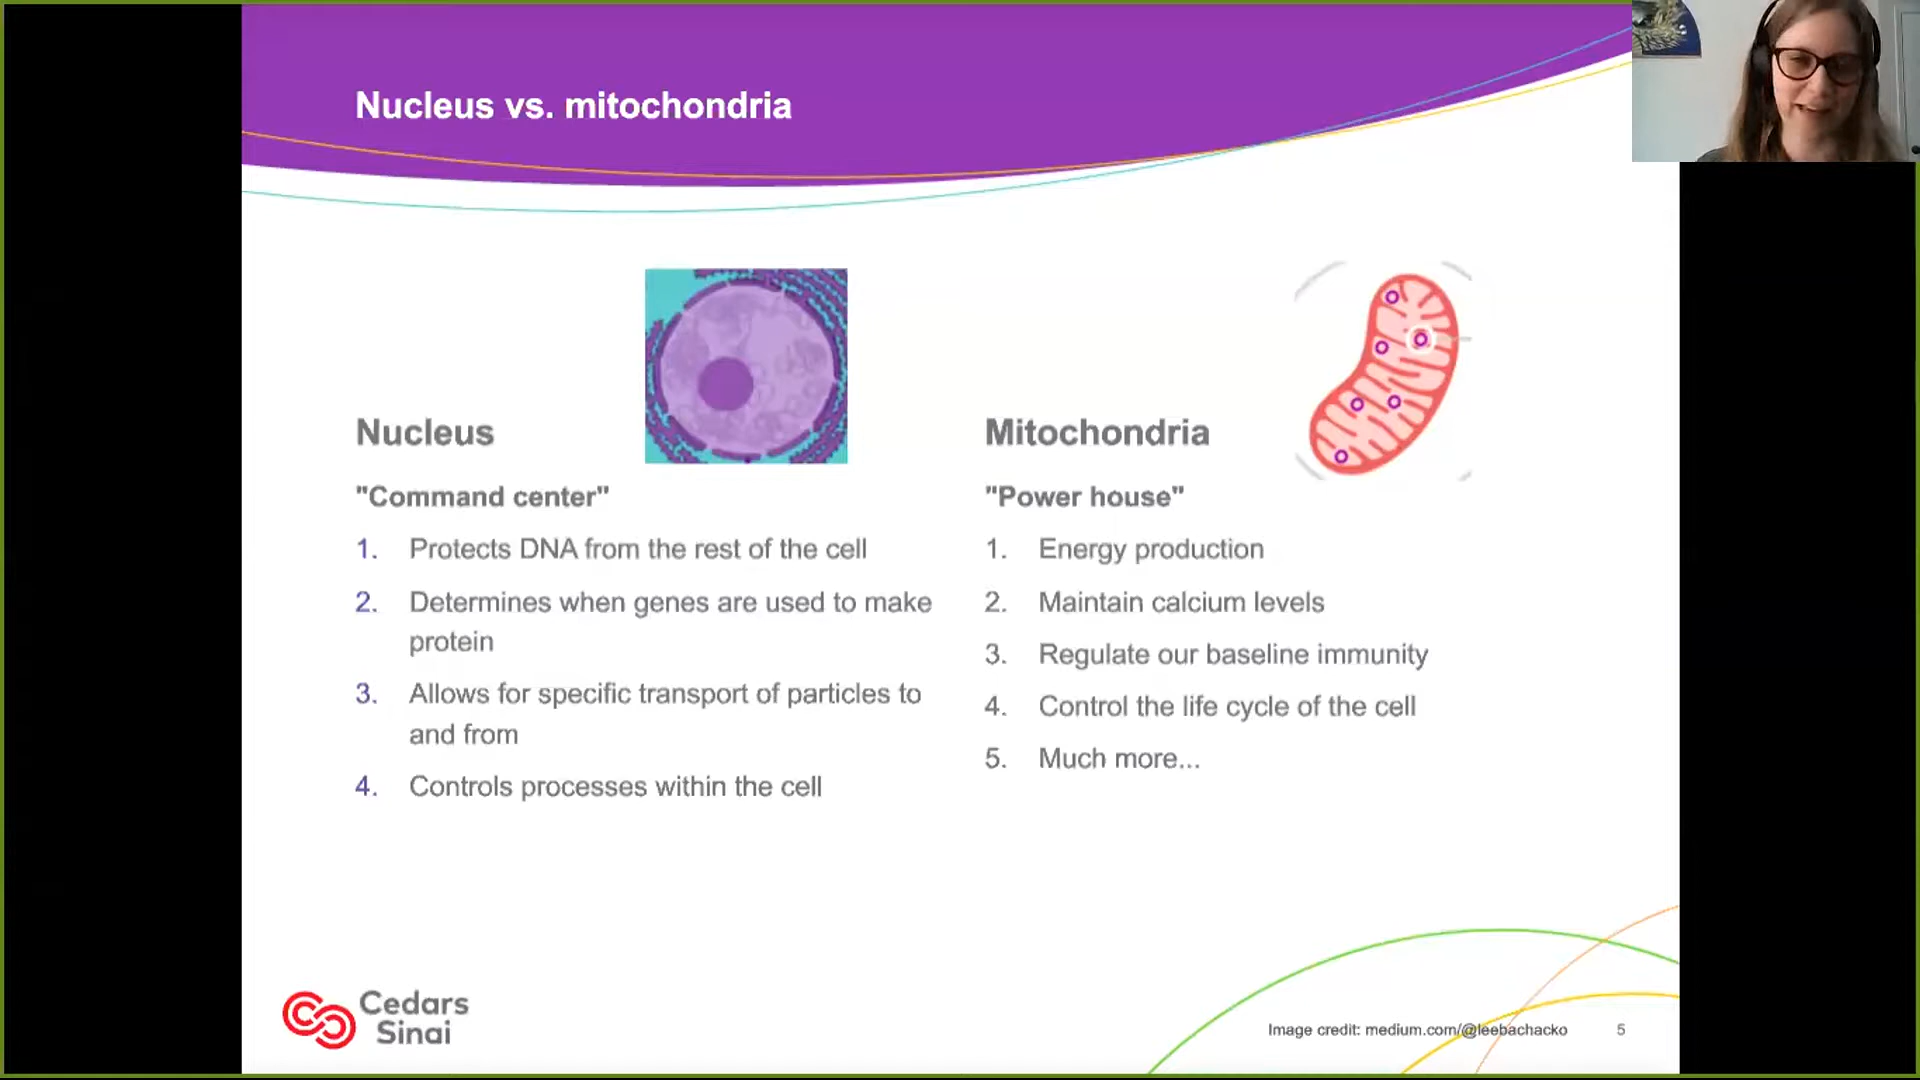 Nucleus vs. mitochondria
Nucleus
"Command center"
1. Protects DNA from the rest of the cell
2. Determines when genes are used to make
protein
3. Allows for specific transport of particles to
and from
4. Controls processes within the cell
Mitochondria
"Power house"
1. Energy production
2. Maintain calcium levels
3. Regulate our baseline immunity
4. Control the life cycle of the cell
5. Much more...
Cedars
Sinai
Image credit: medium.com/@leebachacko
5